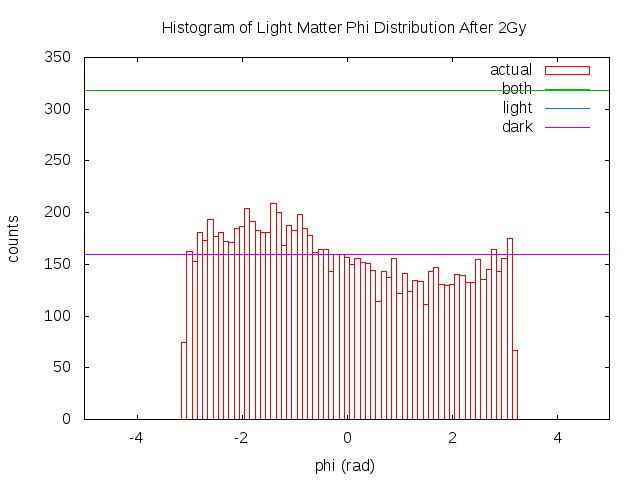 Histogram of Light Matter Phi Distribution After 2Gy
350
300
250
200
150
100
50
0
counts
actual
both
light
dark
-4 -2 0 2 4
phi (rad)